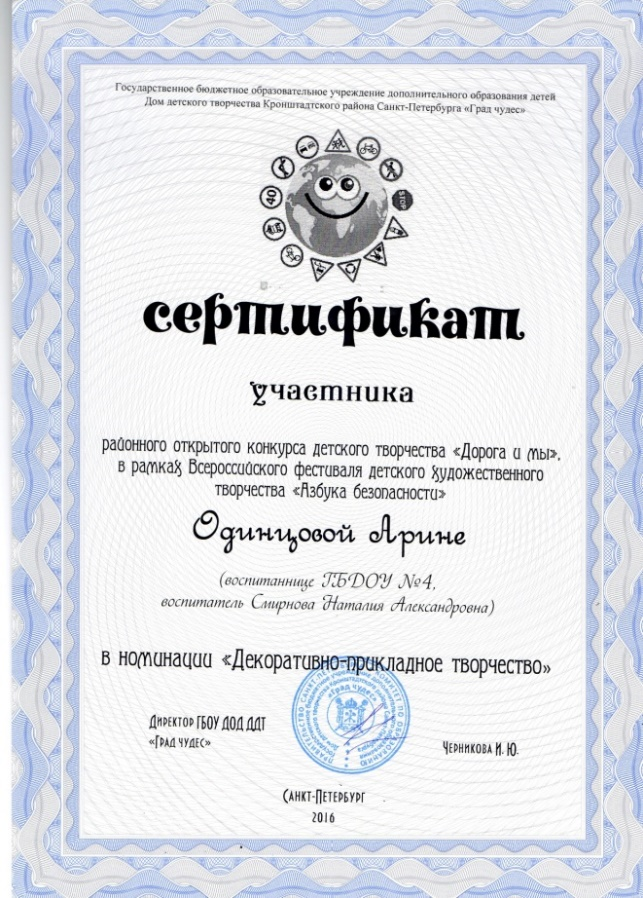 Государственное бюджетное образовательное учреждение дополнительного образования детей
Дом детского творчества Кронштадтского района Санкт-Петербурга «Град чудес»
40
STOP
сертификат
участника
районного открытого конкурса детского творчества «Дорога и мы»,
в рамках Всероссийского фестиваля детского художественного
творчества «Азбука безопасности»
Одинцовой Арине
(воспитаннице ГБДОУ №4,
воспитатель Смирнова Наталия Александровна)
в номинации «Декоративно-прикладное творчество»
«Град чудес»
Директор ГБОУ ДОД ДДТ
«Град чудес»
Черникова И. Ю.
Санкт-Петербург
2016